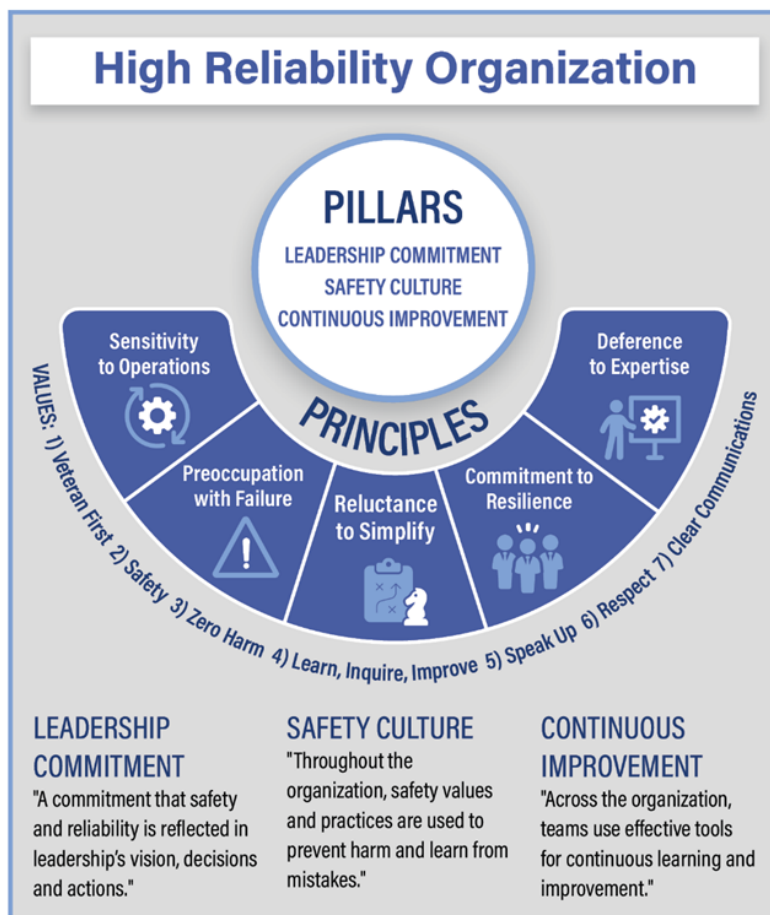 High Reliability Organization
PILLARS
LEADERSHIP COMMITMENT
SAFETY CULTURE
CONTINUOUS IMPROVEMENT
PRINCIPLES
Sensitivity
to Operations
Preoccupation
with Failure
Reluctance
to Simplify
Commitment to
Resilience
Deference
to Expertise
VALUES: 1) Veteran First 2) Safety 3) Zero Harm 4) Learn, Inquire, Improve 5) Speak Up 6) Respect 7) Clear Communications
LEADERSHIP
COMMITMENT
"A commitment that safety
and reliability is reflected in
leadership’s vision, decisions
and actions."
SAFETY CULTURE
"Throughout the
organization, safety values
and practices are used to
prevent harm and learn from
mistakes."
CONTINUOUS
IMPROVEMENT
"Across the organization,
teams use effective tools
for continuous learning and
improvement."